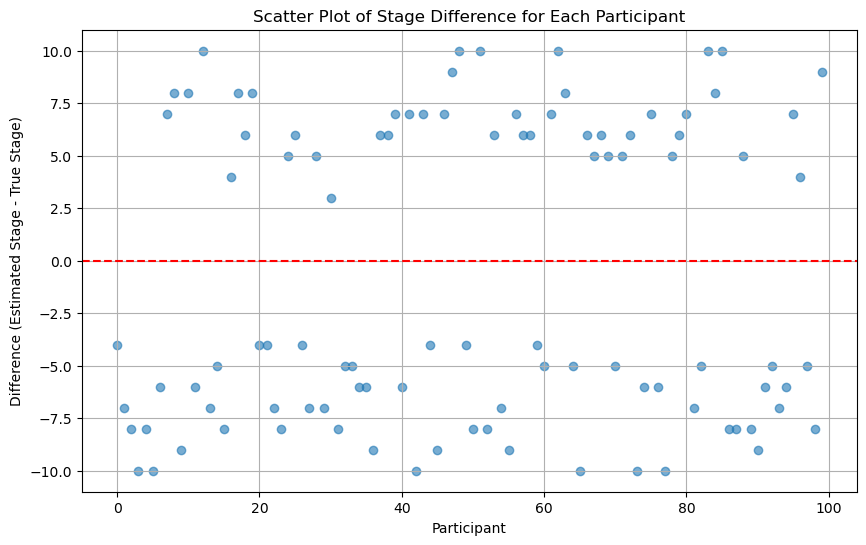 Scatter Plot of Stage Difference for Each Participant
Difference (Estimated Stage - True Stage)
10.0
7.5
5.0
2.5
0.0
−2.5
−5.0
−7.5
−10.0
0 20 40 60 80 100
Participant